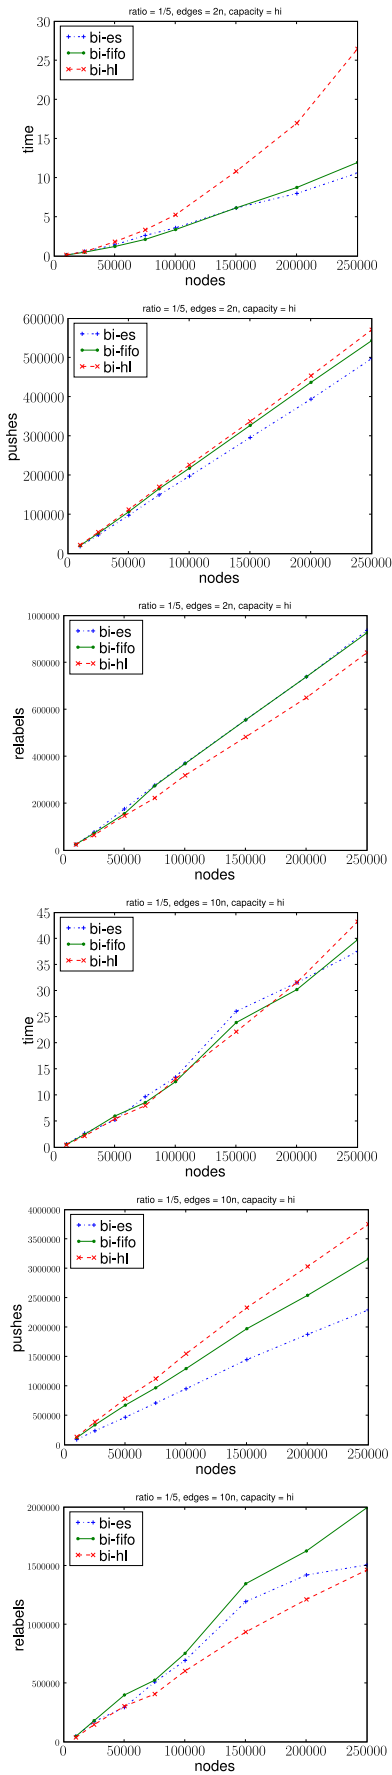 ratio = 1/5, edges = 2n, capacity = hi
30
25
20
15
10
5
0
time
bi-es
bi-fifo
bi-hl
0 50000 100000 150000 200000 250000
nodes
ratio = 1/5, edges = 2n, capacity = hi
600000
500000
400000
300000
200000
100000
0
pushes
bi-es
bi-fifo
bi-hl
0 50000 100000 150000 200000 250000
nodes
ratio = 1/5, edges = 2n, capacity = hi
1000000
800000
600000
400000
200000
0
relabels
bi-es
bi-fifo
bi-hl
0 50000 100000 150000 200000 250000
nodes
ratio = 1/5, edges = 10n, capacity = hi
45
40
35
30
25
20
15
10
5
0
time
bi-es
bi-fifo
bi-hl
0 50000 100000 150000 200000 250000
nodes
ratio = 1/5, edges = 10n, capacity = hi
4000000
3500000
3000000
2500000
2000000
1500000
1000000
500000
0
pushes
bi-es
bi-fifo
bi-hl
0 50000 100000 150000 200000 250000
nodes
ratio = 1/5, edges = 10n, capacity = hi
2000000
1500000
1000000
500000
0
relabels
bi-es
bi-fifo
bi-hl
0 50000 100000 150000 200000 250000
nodes